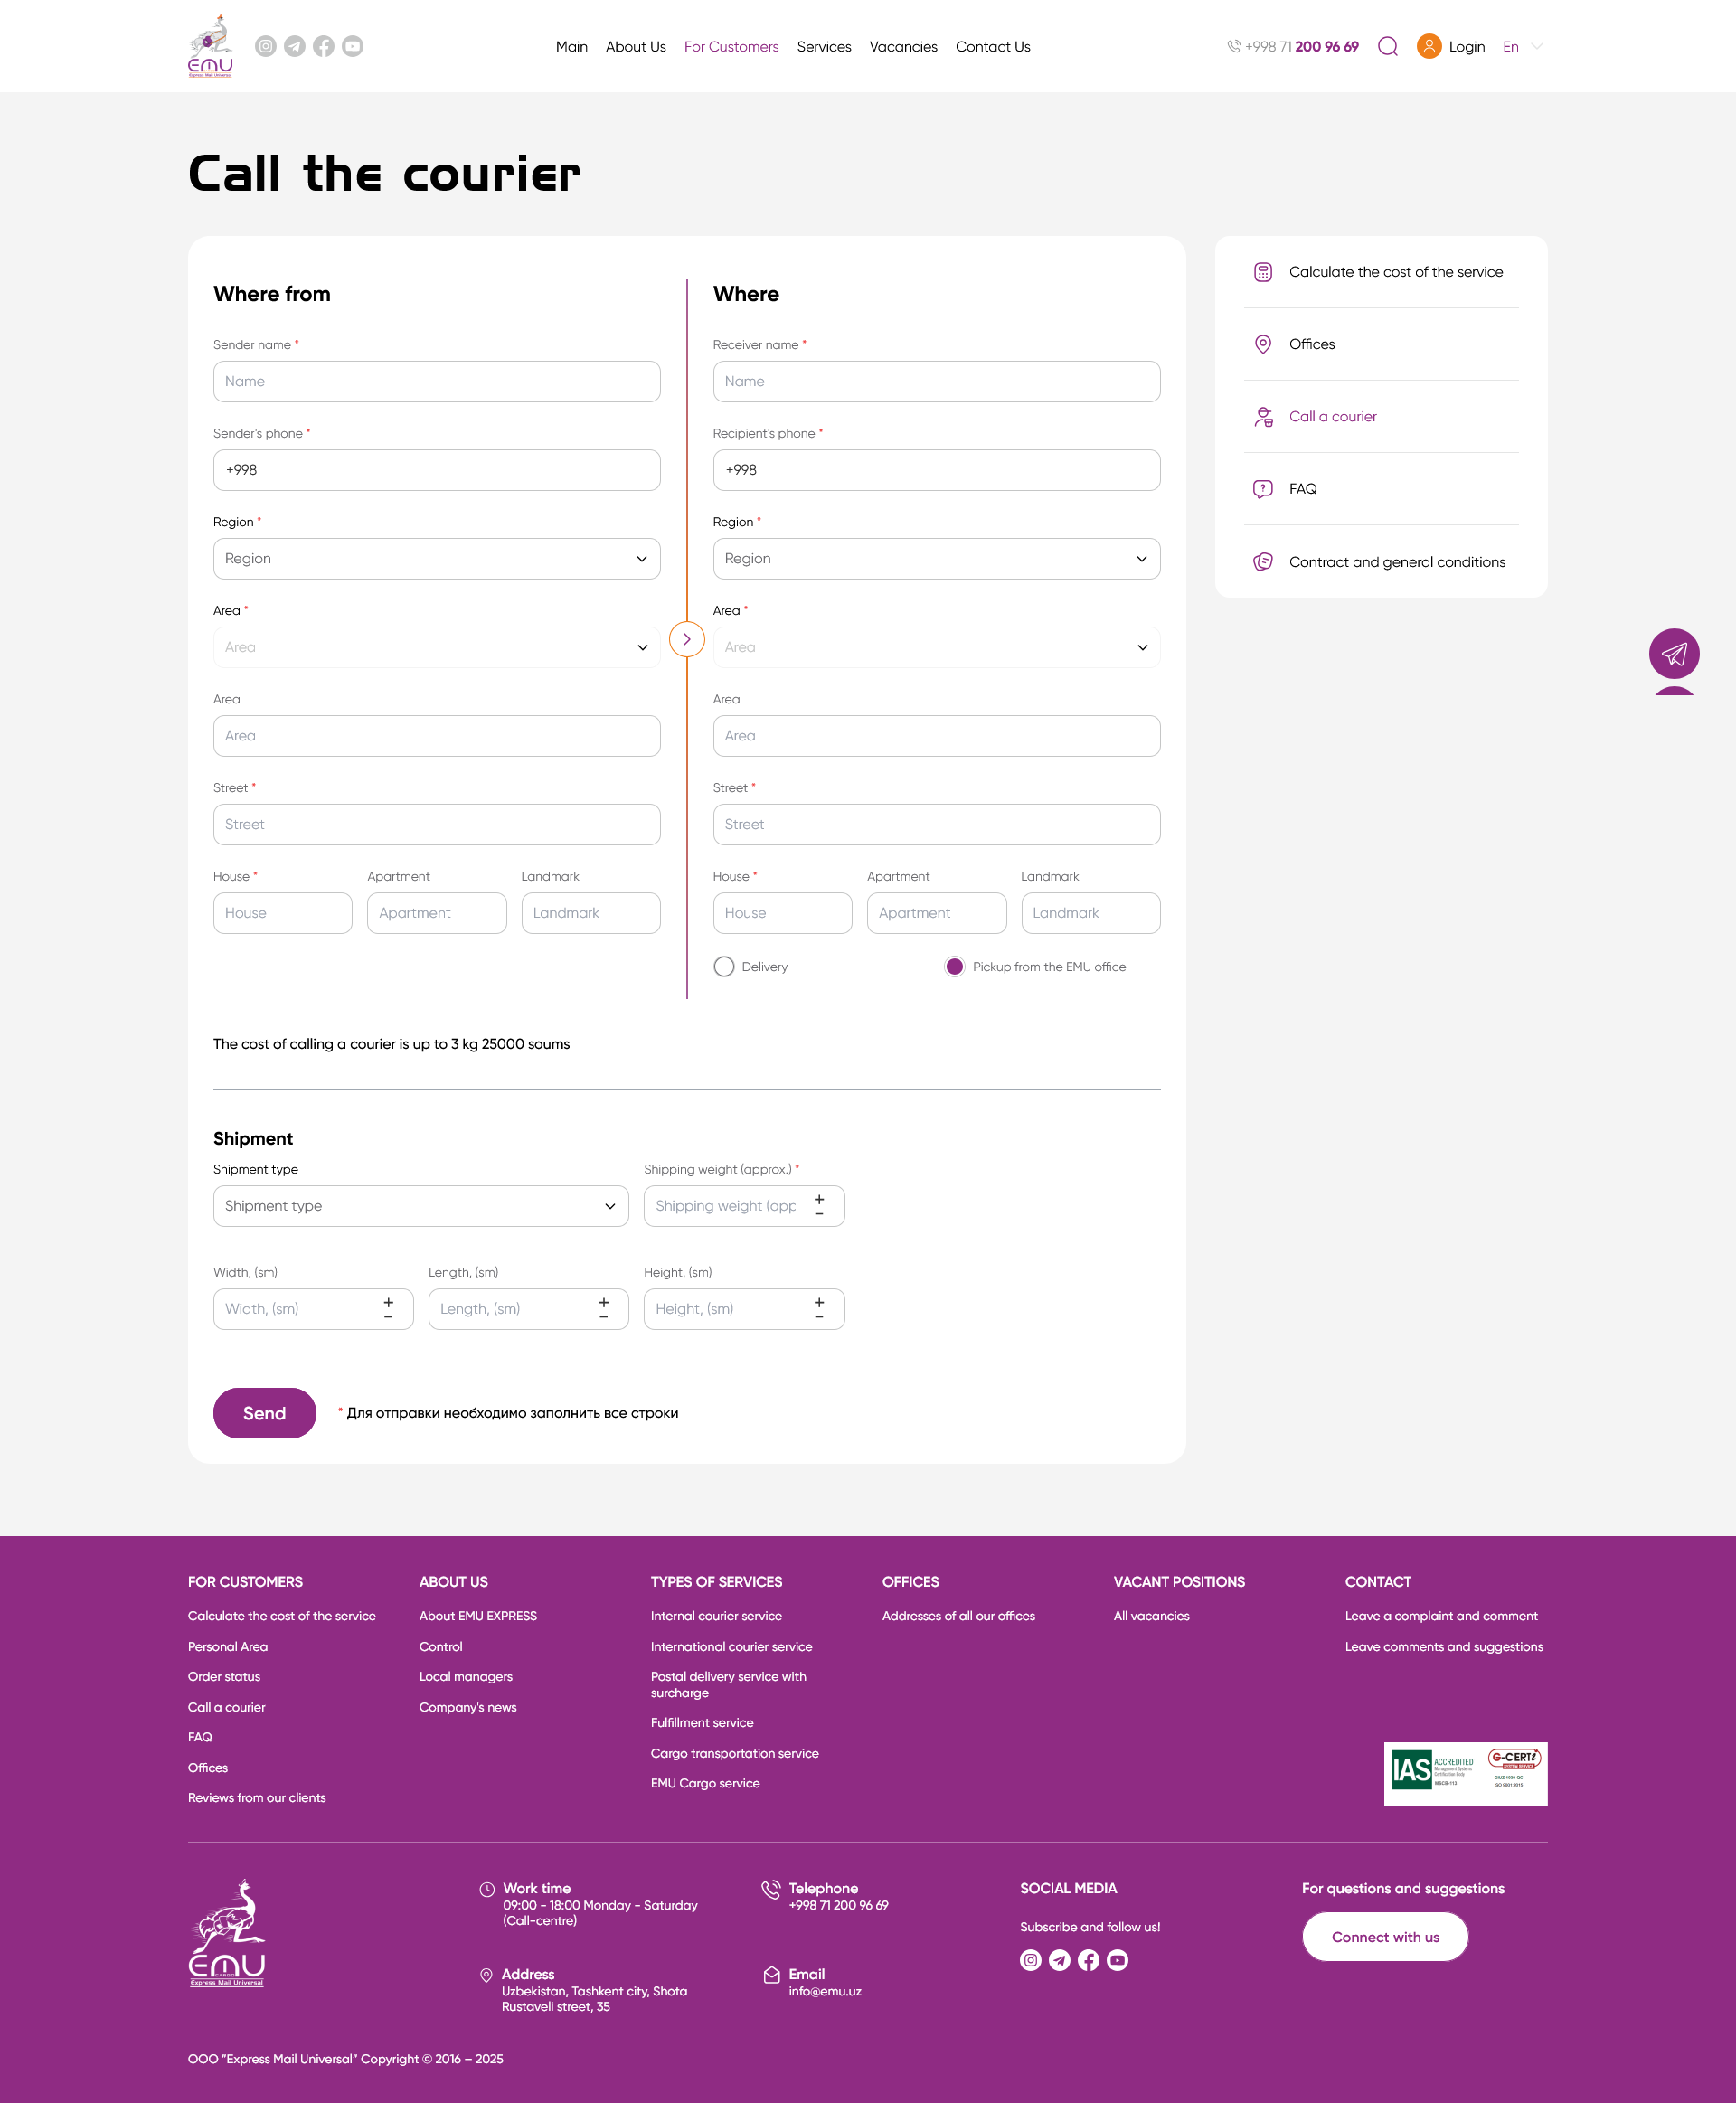 EMU
Express Mail Universal
Main About Us For Customers Services Vacancies Contact Us
+998 71 200 96 69
Login
En
Call the courier
Where from
Sender name *
Name
Sender's phone *
+998
Region *
Region
Area *
Area
Area
Area
Street *
Street
House * Apartment Landmark
House Apartment Landmark
Where
Receiver name *
Name
Recipient's phone *
+998
Region *
Region
Area *
Area
Area
Area
Street *
Street
House * Apartment Landmark
House Apartment Landmark
Delivery Pickup from the EMU office
The cost of calling a courier is up to 3 kg 25000 soums
Shipment
Shipment type Shipping weight (approx.) *
Shipment type Shipping weight (app
Width, (sm) Length, (sm) Height, (sm)
Width, (sm) Length, (sm) Height, (sm)
Send
* Для отправки необходимо заполнить все строки
Calculate the cost of the service
Offices
Call a courier
FAQ
Contract and general conditions
FOR CUSTOMERS
Calculate the cost of the service
Personal Area
Order status
Call a courier
FAQ
Offices
Reviews from our clients
ABOUT US
About EMU EXPRESS
Control
Local managers
Company's news
TYPES OF SERVICES
Internal courier service
International courier service
Postal delivery service with
surcharge
Fulfillment service
Cargo transportation service
EMU Cargo service
OFFICES
Addresses of all our offices
VACANT POSITIONS
All vacancies
CONTACT
Leave a complaint and comment
Leave comments and suggestions
IAS ACCREDITED
Management Systems
Certification Body
MSCB-113
G-CERTi
ISO 9001:2015
EMU
Express Mail Universal
Work time
09:00 - 18:00 Monday - Saturday
(Call-centre)
Address
Uzbekistan, Tashkent city, Shota
Rustaveli street, 35
Telephone
+998 71 200 96 69
Email
info@emu.uz
SOCIAL MEDIA
Subscribe and follow us!
For questions and suggestions
Connect with us
ООО "Express Mail Universal" Copyright © 2016 – 2025